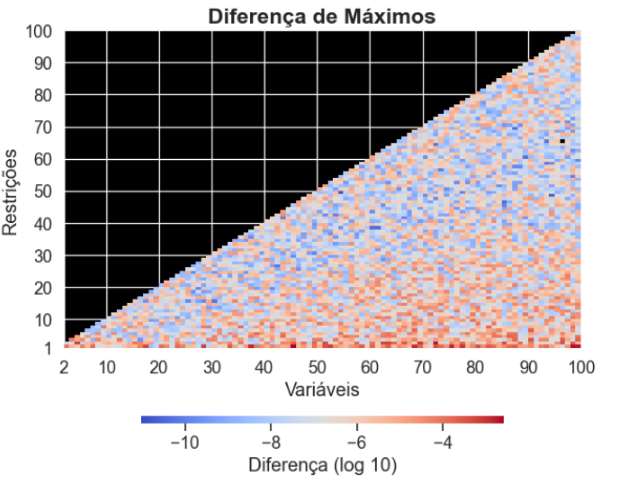 Diferença de Máximos
100
90
80
70
60
50
40
30
20
10
1
Restrições
2 10 20 30 40 50 60 70 80 90 100
Variáveis
−10 −8 −6 −4
Diferença (log 10)